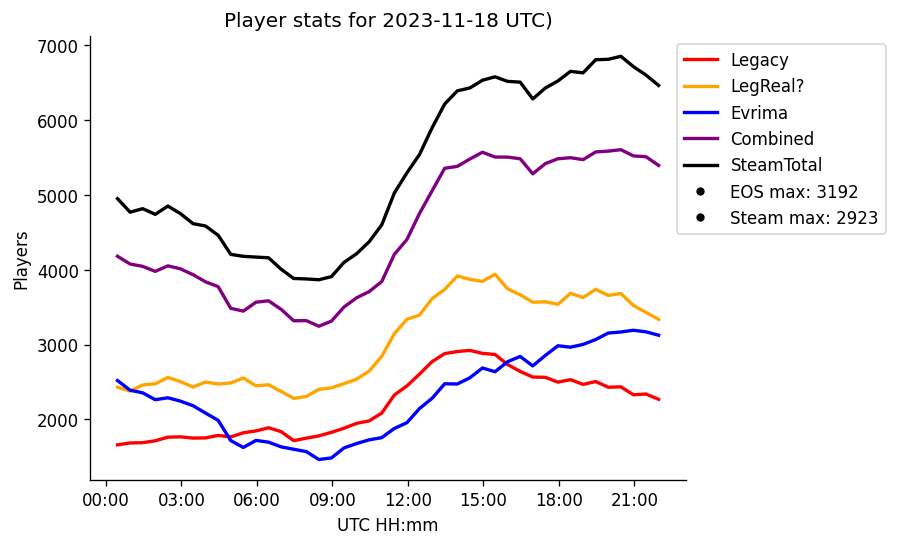 Player stats for 2023-11-18 UTC)
7000
6000
5000
4000
3000
2000
Players
00:00 03:00 06:00 09:00 12:00 15:00 18:00 21:00
UTC HH:mm
Legacy
LegReal?
Evrima
Combined
SteamTotal
EOS max: 3192
Steam max: 2923